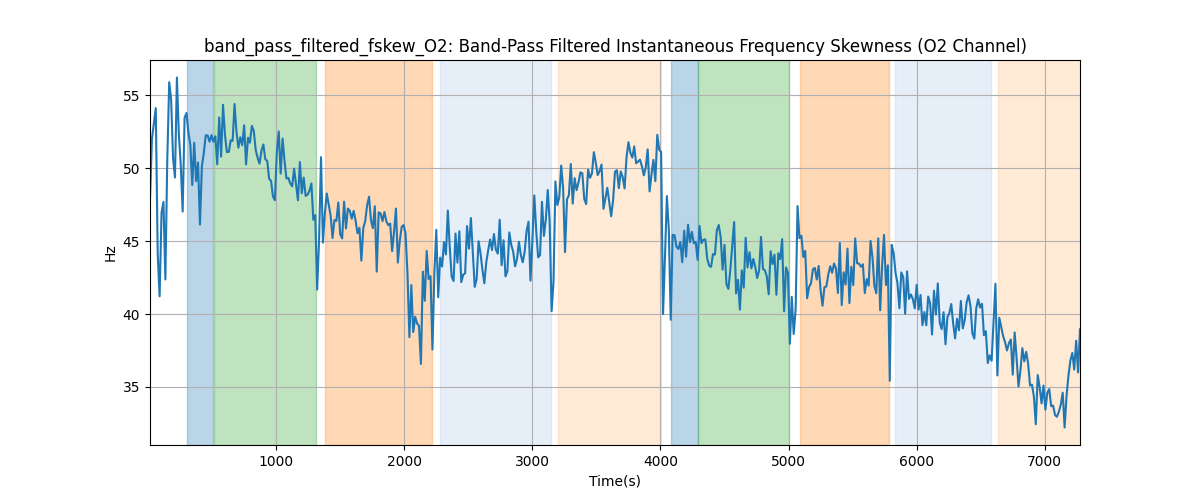 band_pass_filtered_fskew_O2: Band-Pass Filtered Instantaneous Frequency Skewness (O2 Channel)
55
50
45
40
35
Hz
1000 2000 3000 4000 5000 6000 7000
Time(s)